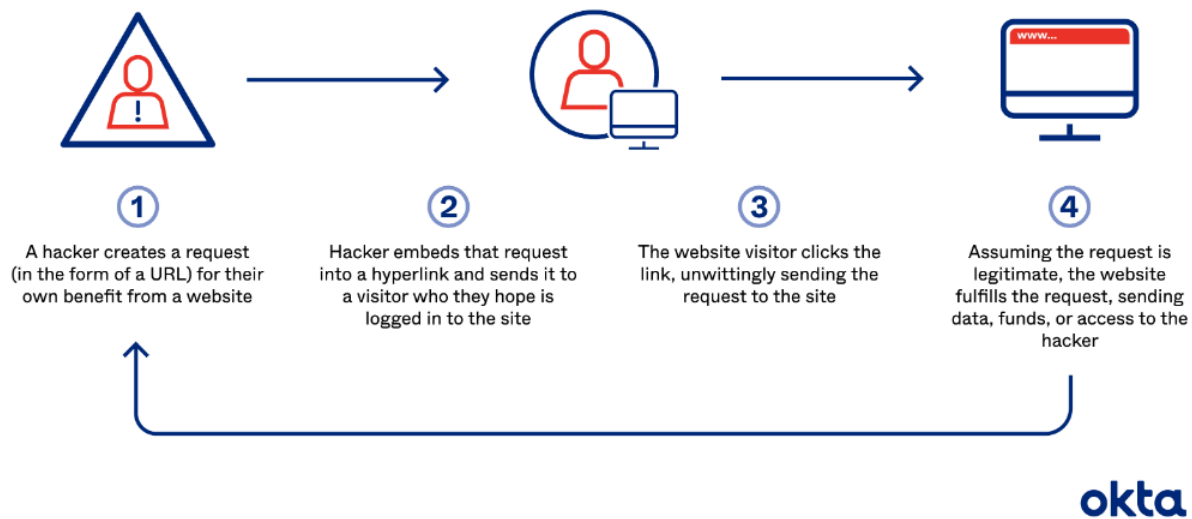 www...
!
1
A hacker creates a request
(in the form of a URL) for their
own benefit from a website
2
Hacker embeds that request
into a hyperlink and sends it to
a visitor who they hope is
logged in to the site
3
The website visitor clicks the
link, unwittingly sending the
request to the site
4
Assuming the request is
legitimate, the website
fulfills the request, sending
data, funds, or access to the
hacker
okta